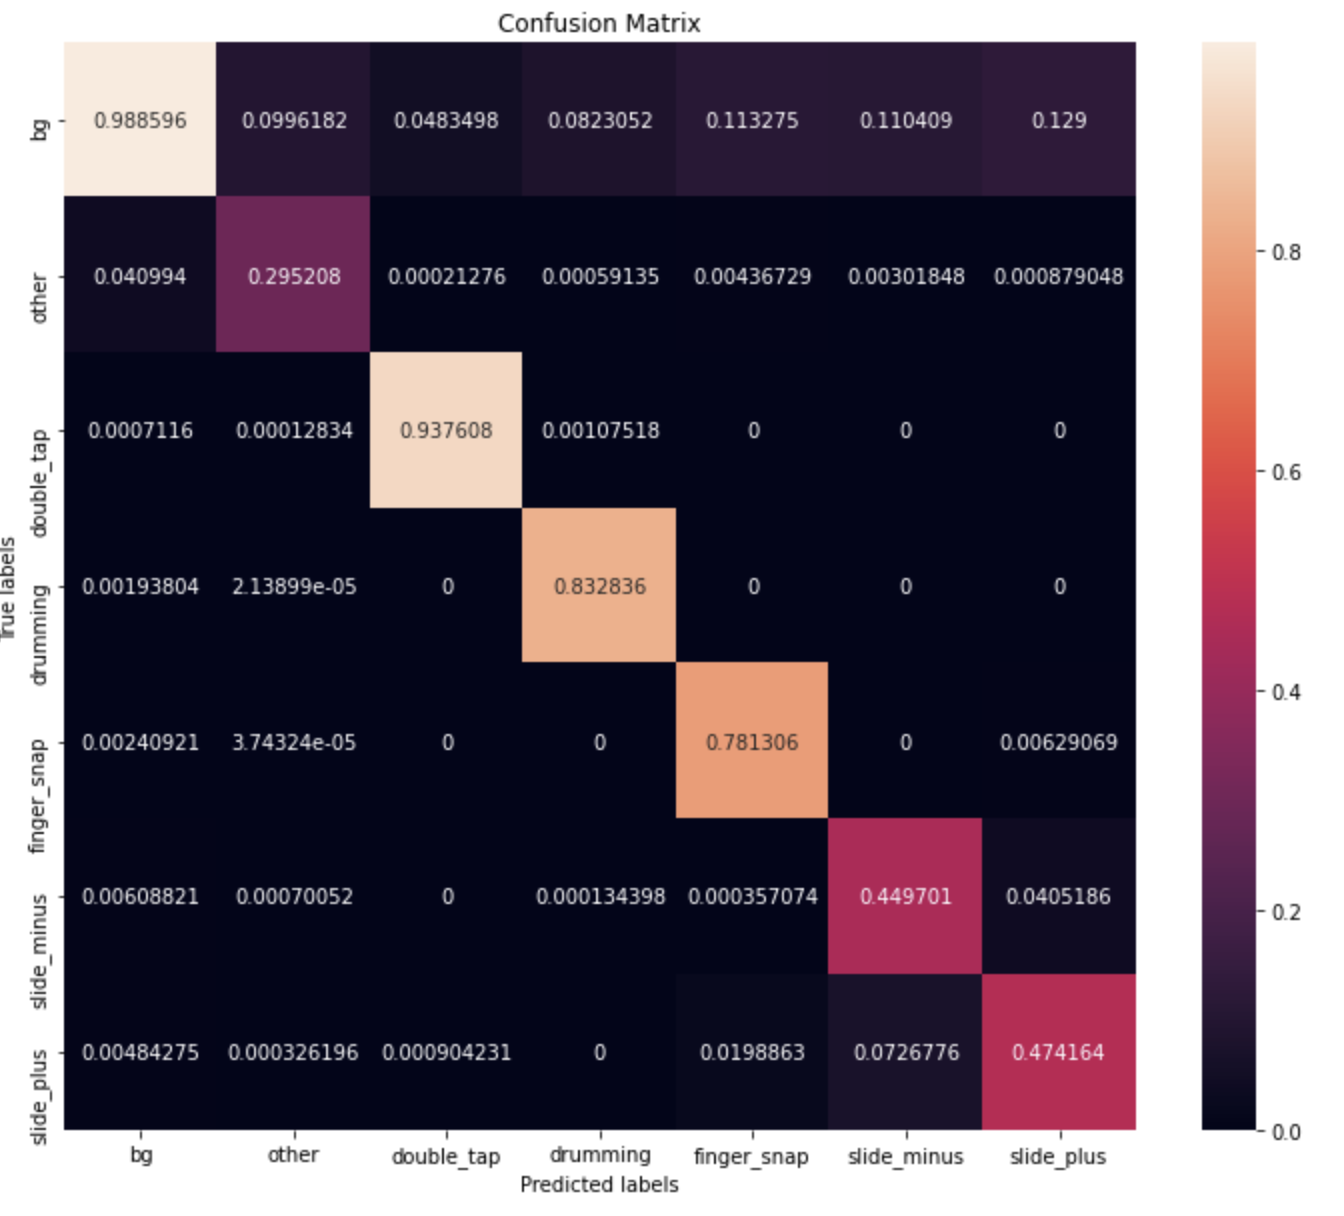 Confusion Matrix
bg 0.988596 0.0996182 0.0483498 0.0823052 0.113275 0.110409 0.129
other 0.040994 0.295208 0.00021276 0.00059135 0.00436729 0.00301848 0.000879048
double_tap 0.0007116 0.00012834 0.937608 0.00107518 0 0 0
drumming 0.00193804 2.13899e-05 0 0.832836 0 0 0
finger_snap 0.00240921 3.74324e-05 0 0 0.781306 0 0.00629069
slide_minus 0.00608821 0.00070052 0 0.000134398 0.000357074 0.449701 0.0405186
slide_plus 0.00484275 0.000326196 0.000904231 0 0.0198863 0.0726776 0.474164
True labels
bg other double_tap drumming finger_snap slide_minus slide_plus
Predicted labels
0.8
0.6
0.4
0.2
0.0